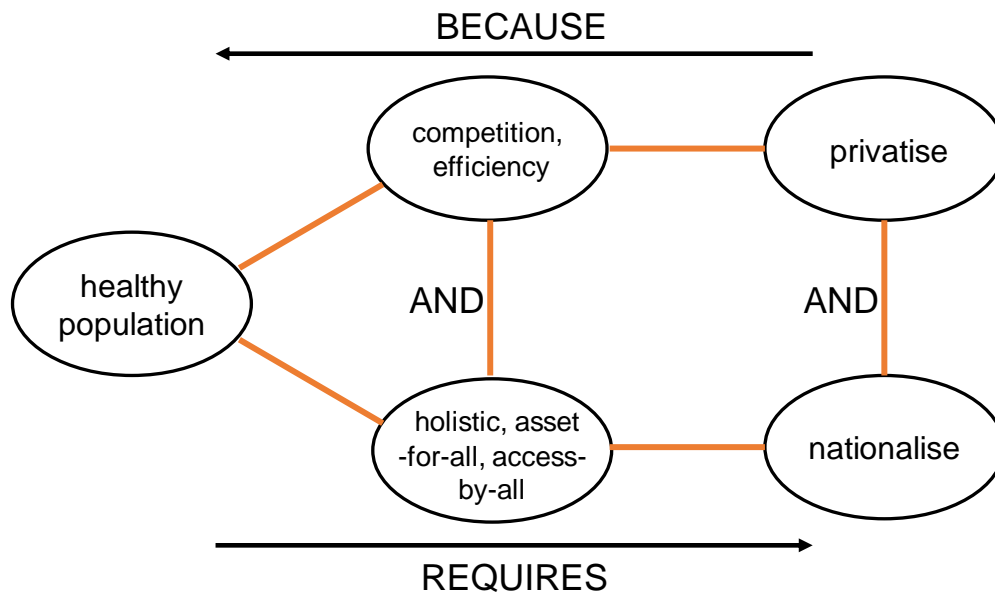 BECAUSE
competition,
efficiency
privatise
healthy
population
AND
AND
holistic, asset
-for-all, access-
by-all
nationalise
REQUIRES